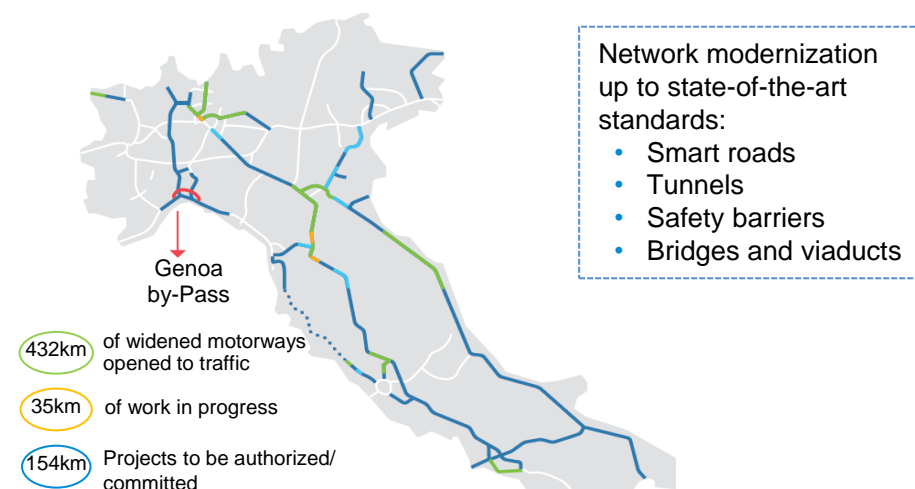 Network modernization
up to state-of-the-art
standards:
• Smart roads
• Tunnels
• Safety barriers
• Bridges and viaducts
Genoa
by-Pass
432km of widened motorways
opened to traffic
35km of work in progress
154km Projects to be authorized/
committed